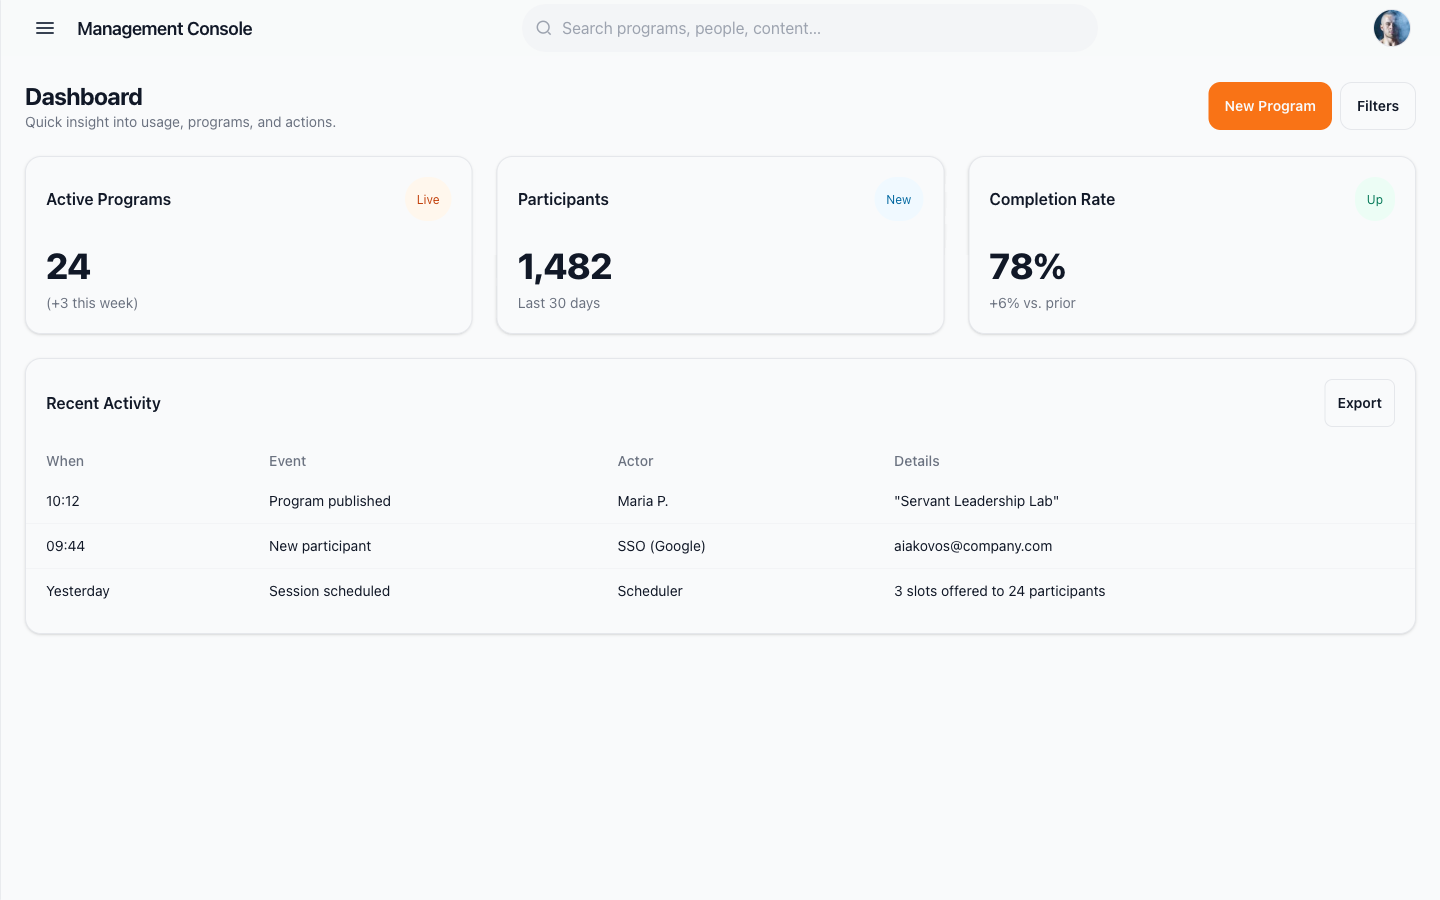 Management Console
Search programs, people, content...
Dashboard
Quick insight into usage, programs, and actions.
New Program
Filters
Active Programs
Live
24
(+3 this week)
Participants
New
1,482
Last 30 days
Completion Rate
Up
78%
+6% vs. prior
Recent Activity
Export
When Event Actor Details
10:12 Program published Maria P. "Servant Leadership Lab"
09:44 New participant SSO (Google) aiakovos@company.com
Yesterday Session scheduled Scheduler 3 slots offered to 24 participants